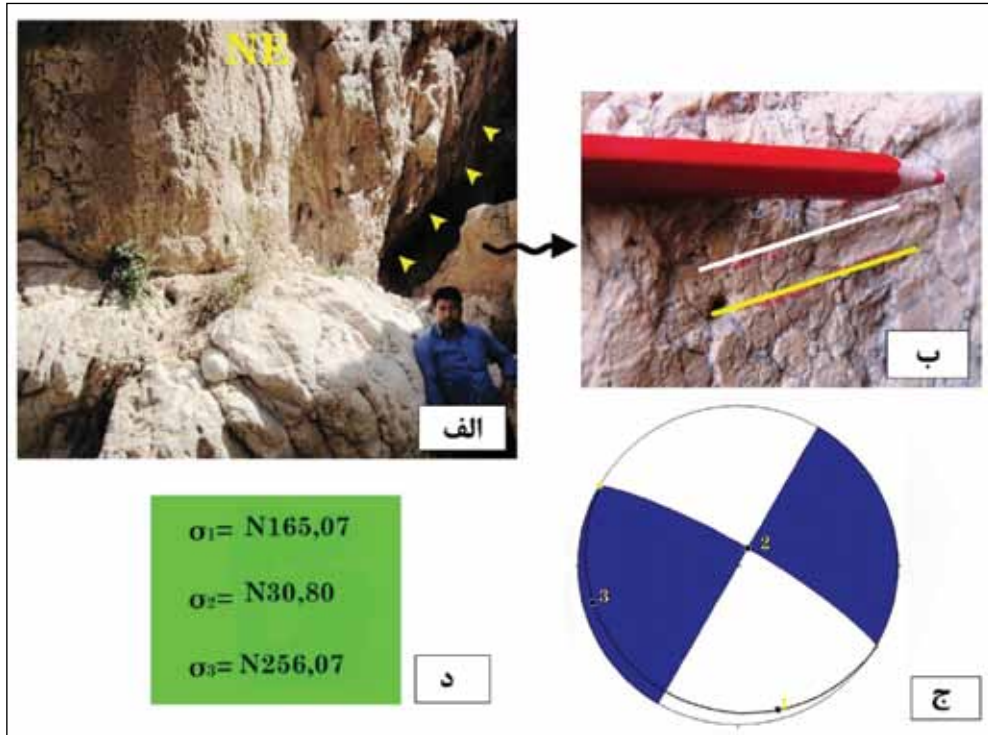 NE
الف
ب
σ1= N165,07
σ2= N30,80
σ3= N256,07
د
2
3
1
ج